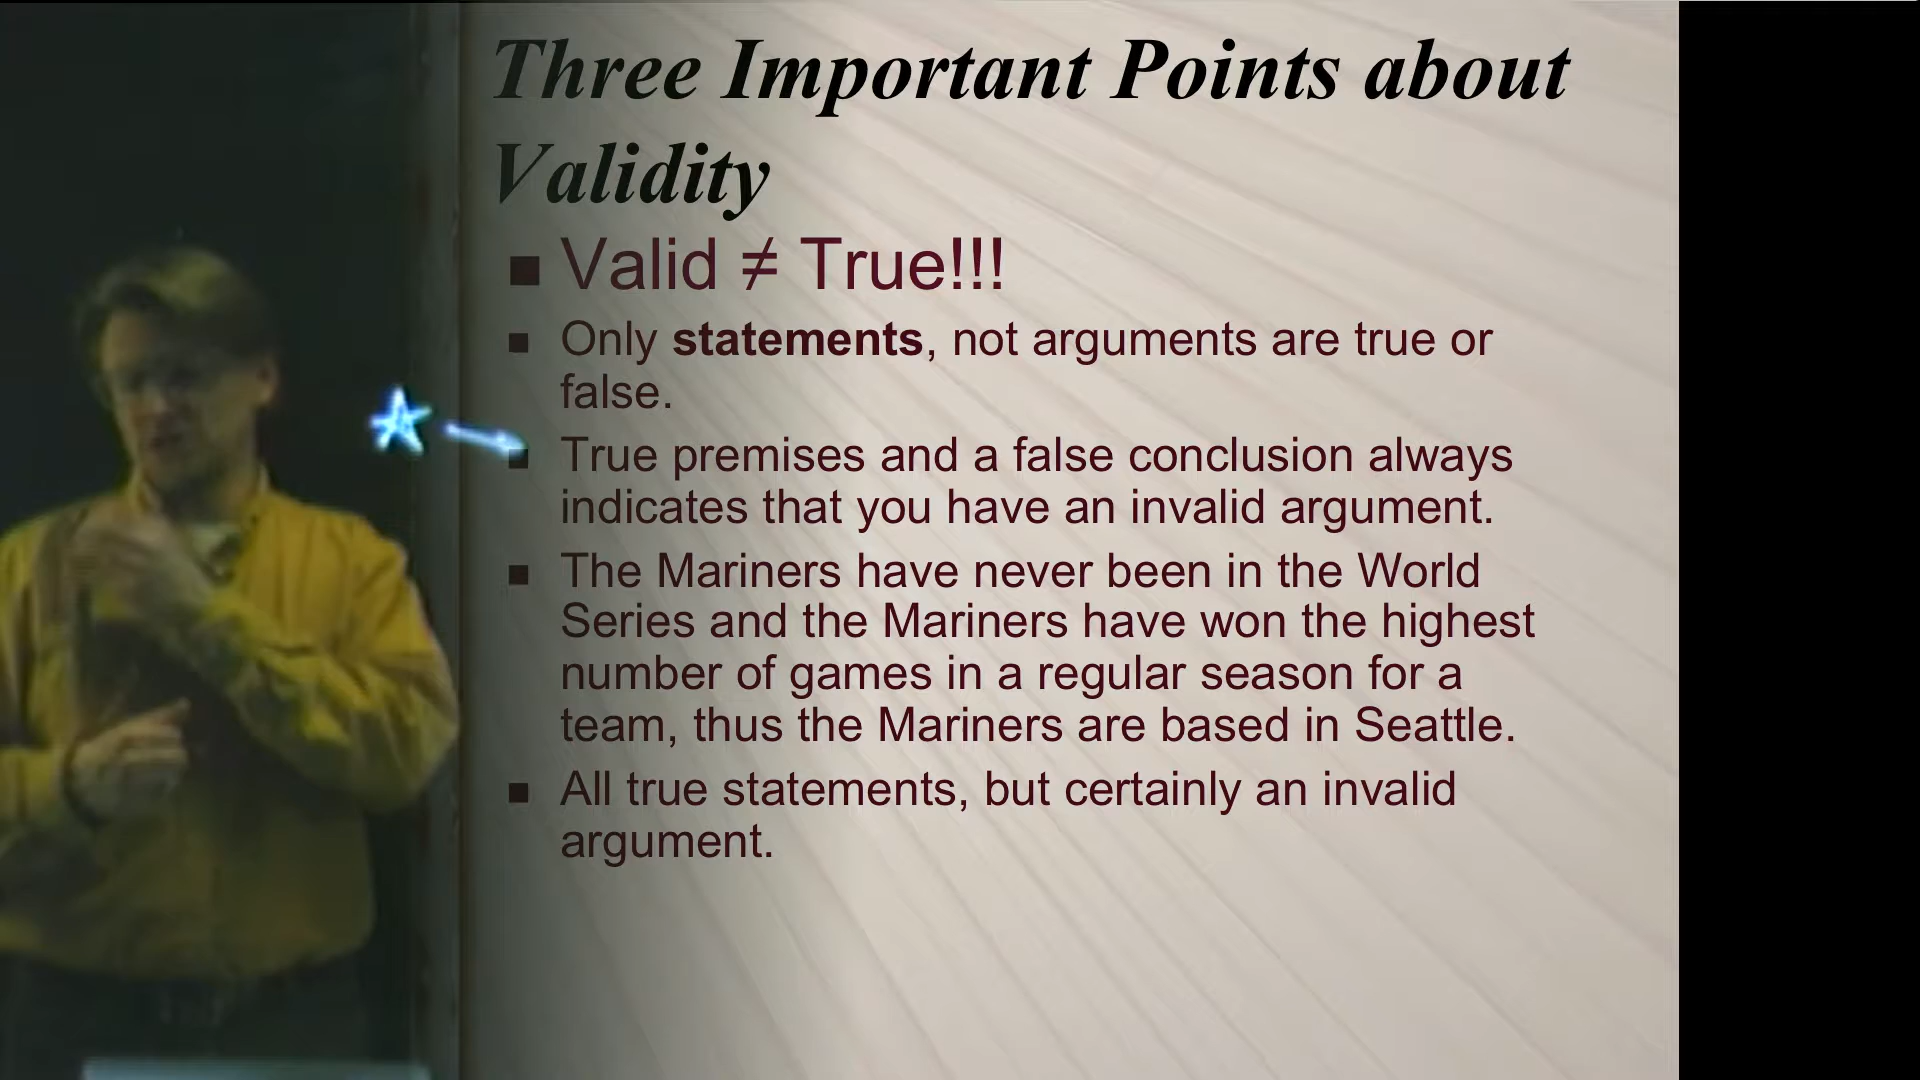 Three Important Points about
Validity
■ Valid ≠ True!!!
■ Only statements, not arguments are true or
false.
■ True premises and a false conclusion always
indicates that you have an invalid argument.
■ The Mariners have never been in the World
Series and the Mariners have won the highest
number of games in a regular season for a
team, thus the Mariners are based in Seattle.
■ All true statements, but certainly an invalid
argument.